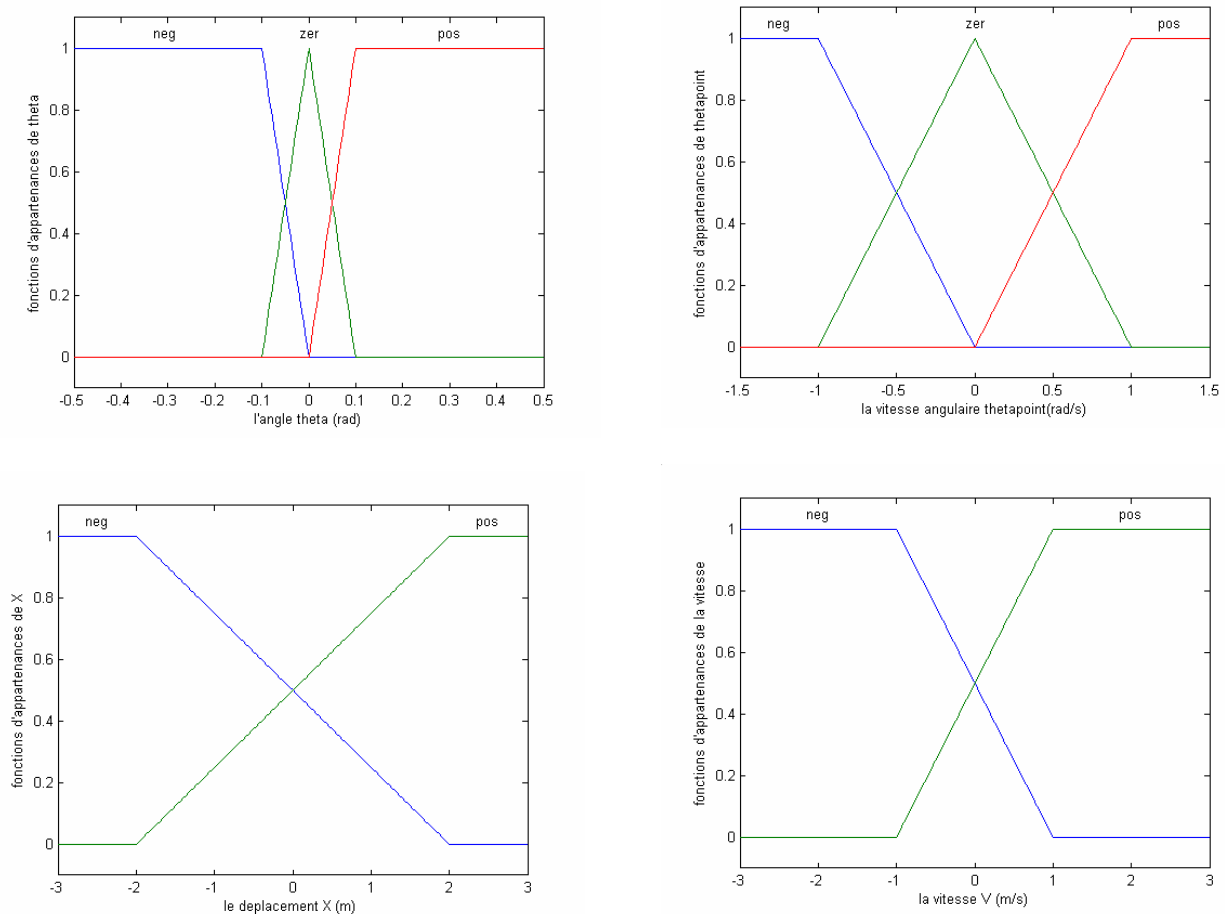 neg zer pos
fonctions d'appartenances de theta
1
0.8
0.6
0.4
0.2
0
-0.5 -0.4 -0.3 -0.2 -0.1 0 0.1 0.2 0.3 0.4 0.5
l'angle theta (rad)
neg zer pos
fonctions d'appartenances de thetapoint
1
0.8
0.6
0.4
0.2
0
-1.5 -1 -0.5 0 0.5 1 1.5
la vitesse angulaire thetapoint(rad/s)
neg pos
fonctions d'appartenances de X
1
0.8
0.6
0.4
0.2
0
-3 -2 -1 0 1 2 3
le deplacement X (m)
neg pos
fonctions d'appartenances de la vitesse
1
0.8
0.6
0.4
0.2
0
-3 -2 -1 0 1 2 3
la vitesse V (m/s)